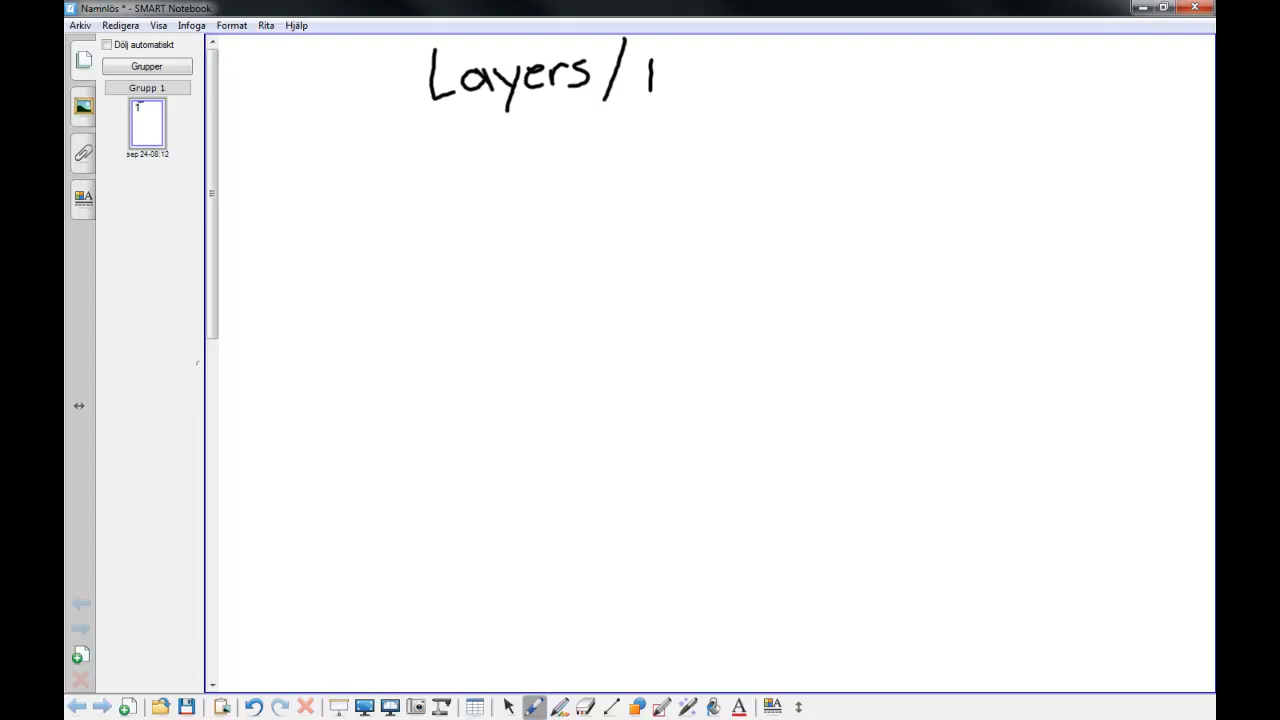 Namnlös * - SMART Notebook
Arkiv Redigera Visa Infoga Format Rita Hjälp
Dölj automatiskt
Grupper
Grupp 1
sep 24-08:12
Layers /